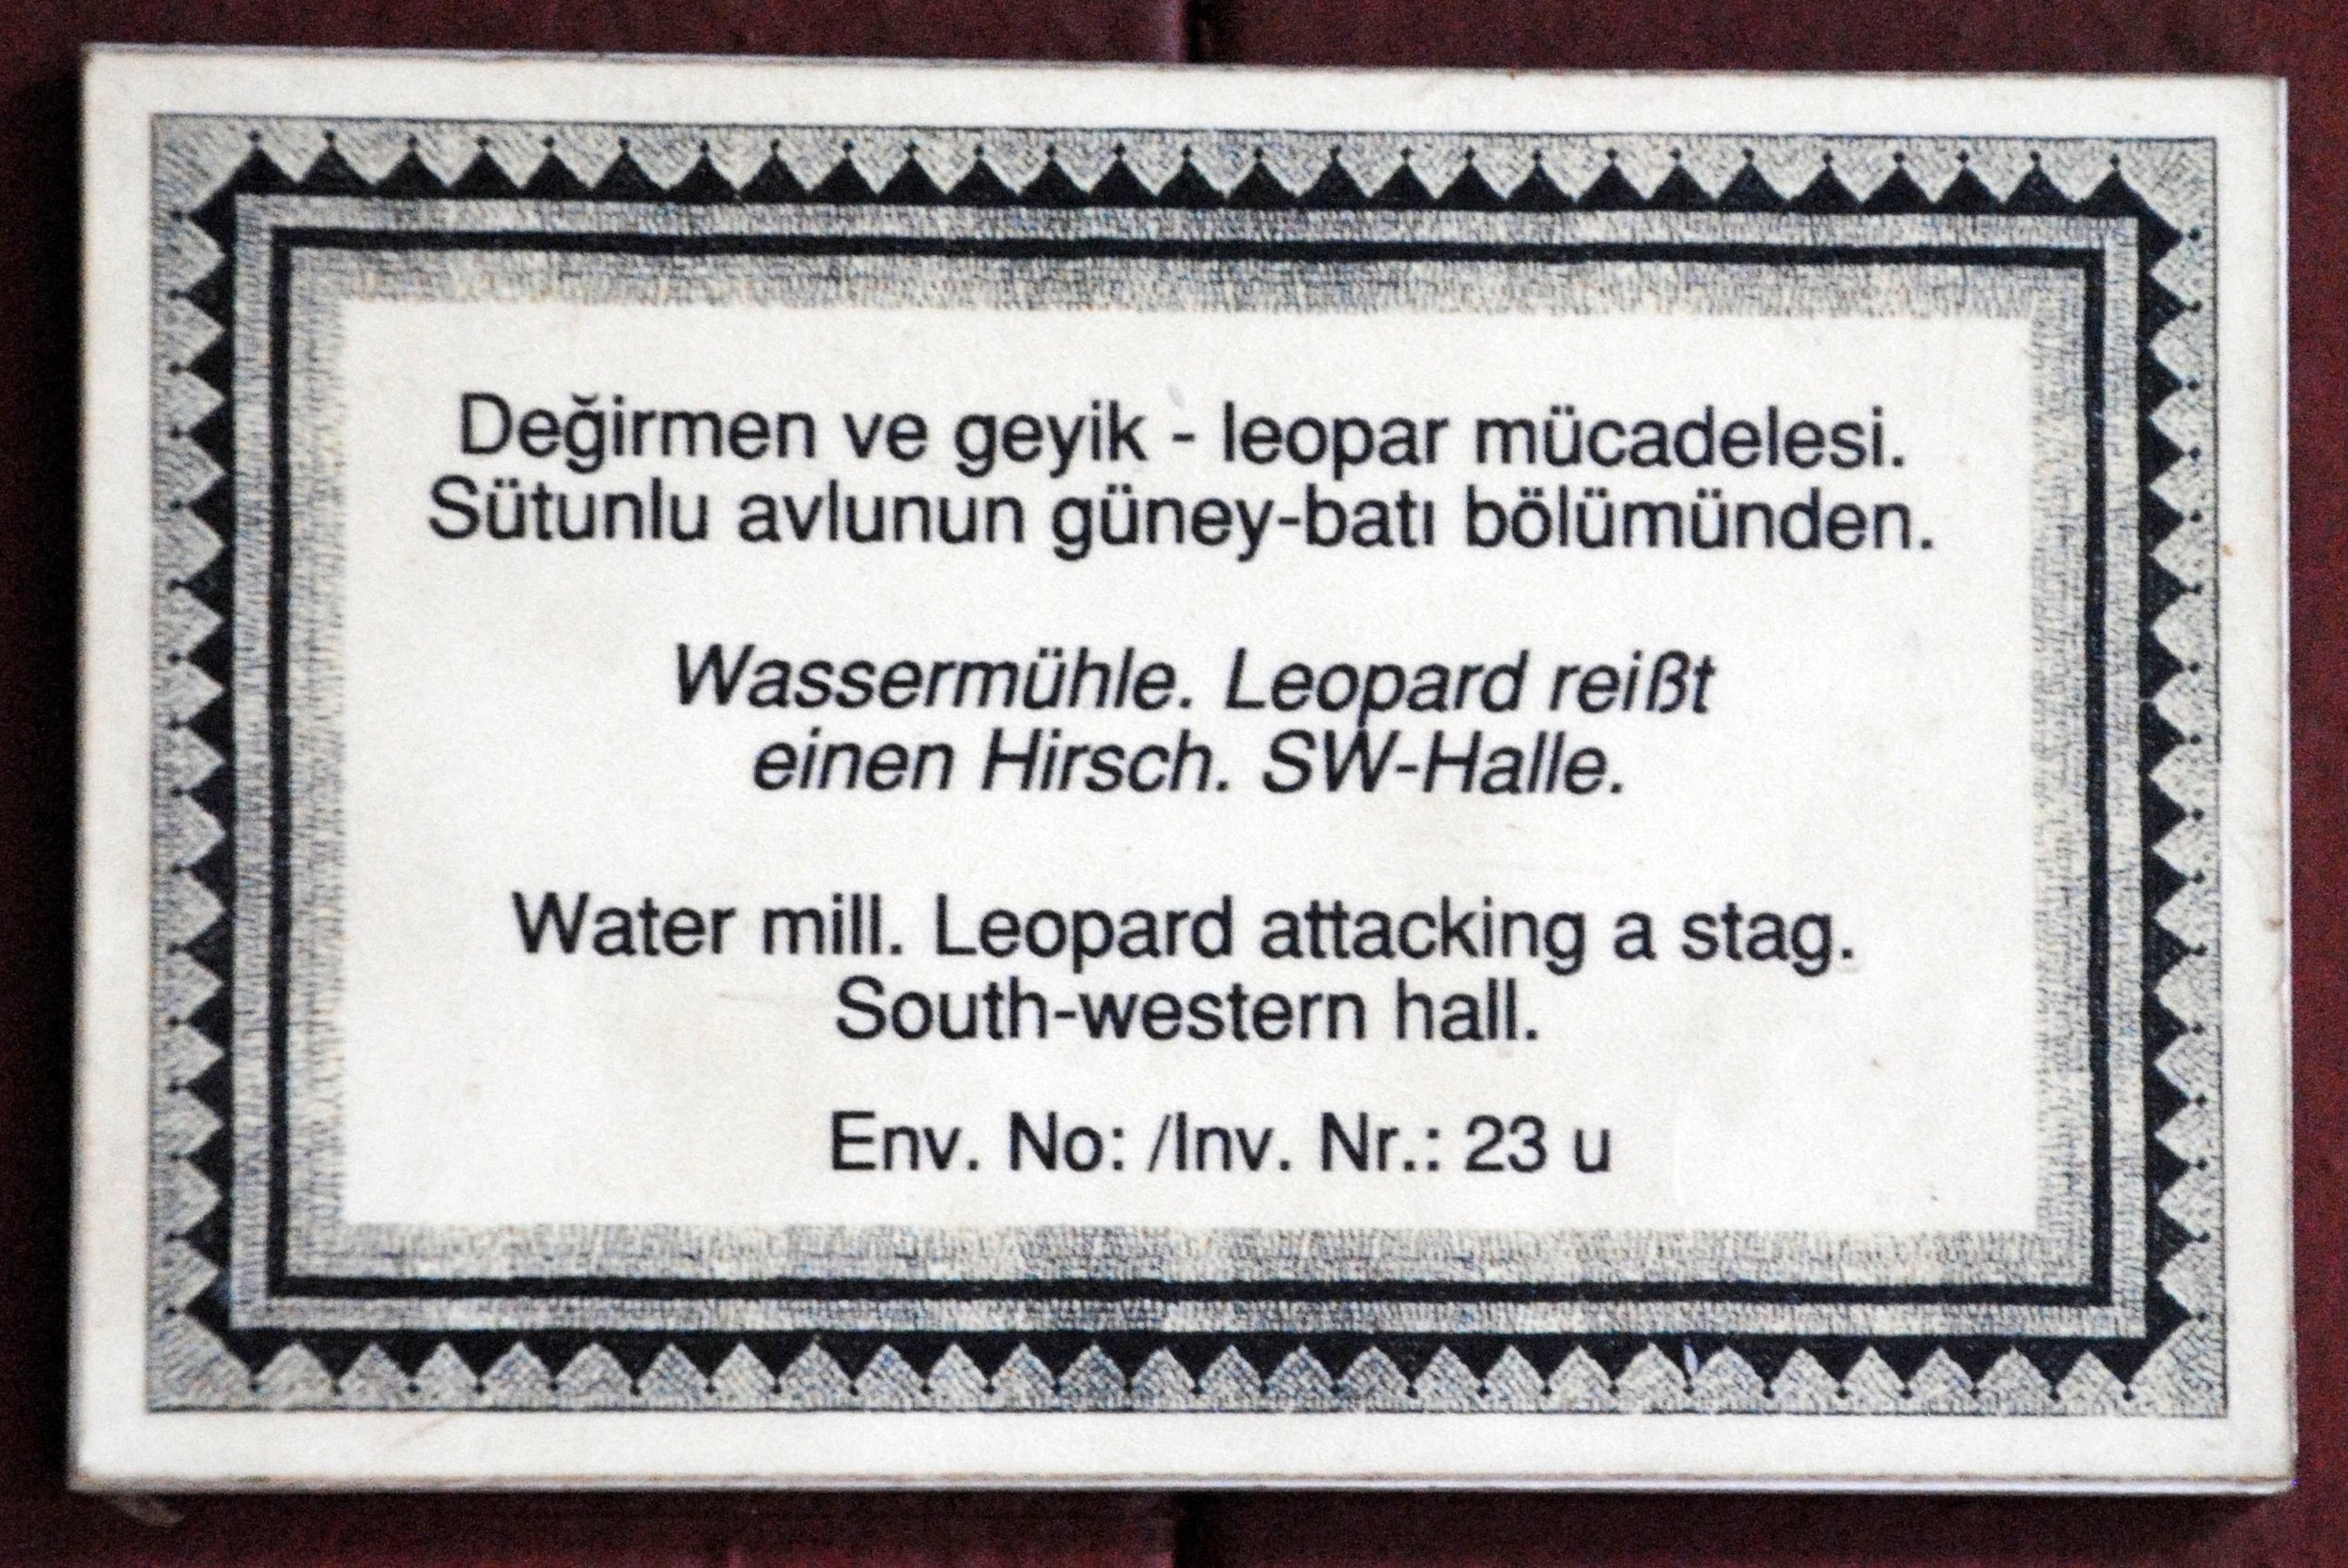 Değirmen ve geyik - leopar mücadelesi.
Sütunlu avlunun güney-batı bölümünden.
Wassermühle. Leopard reißt
einen Hirsch. SW-Halle.
Water mill. Leopard attacking a stag.
South-western hall.
Env. No: /Inv. Nr.: 23 u